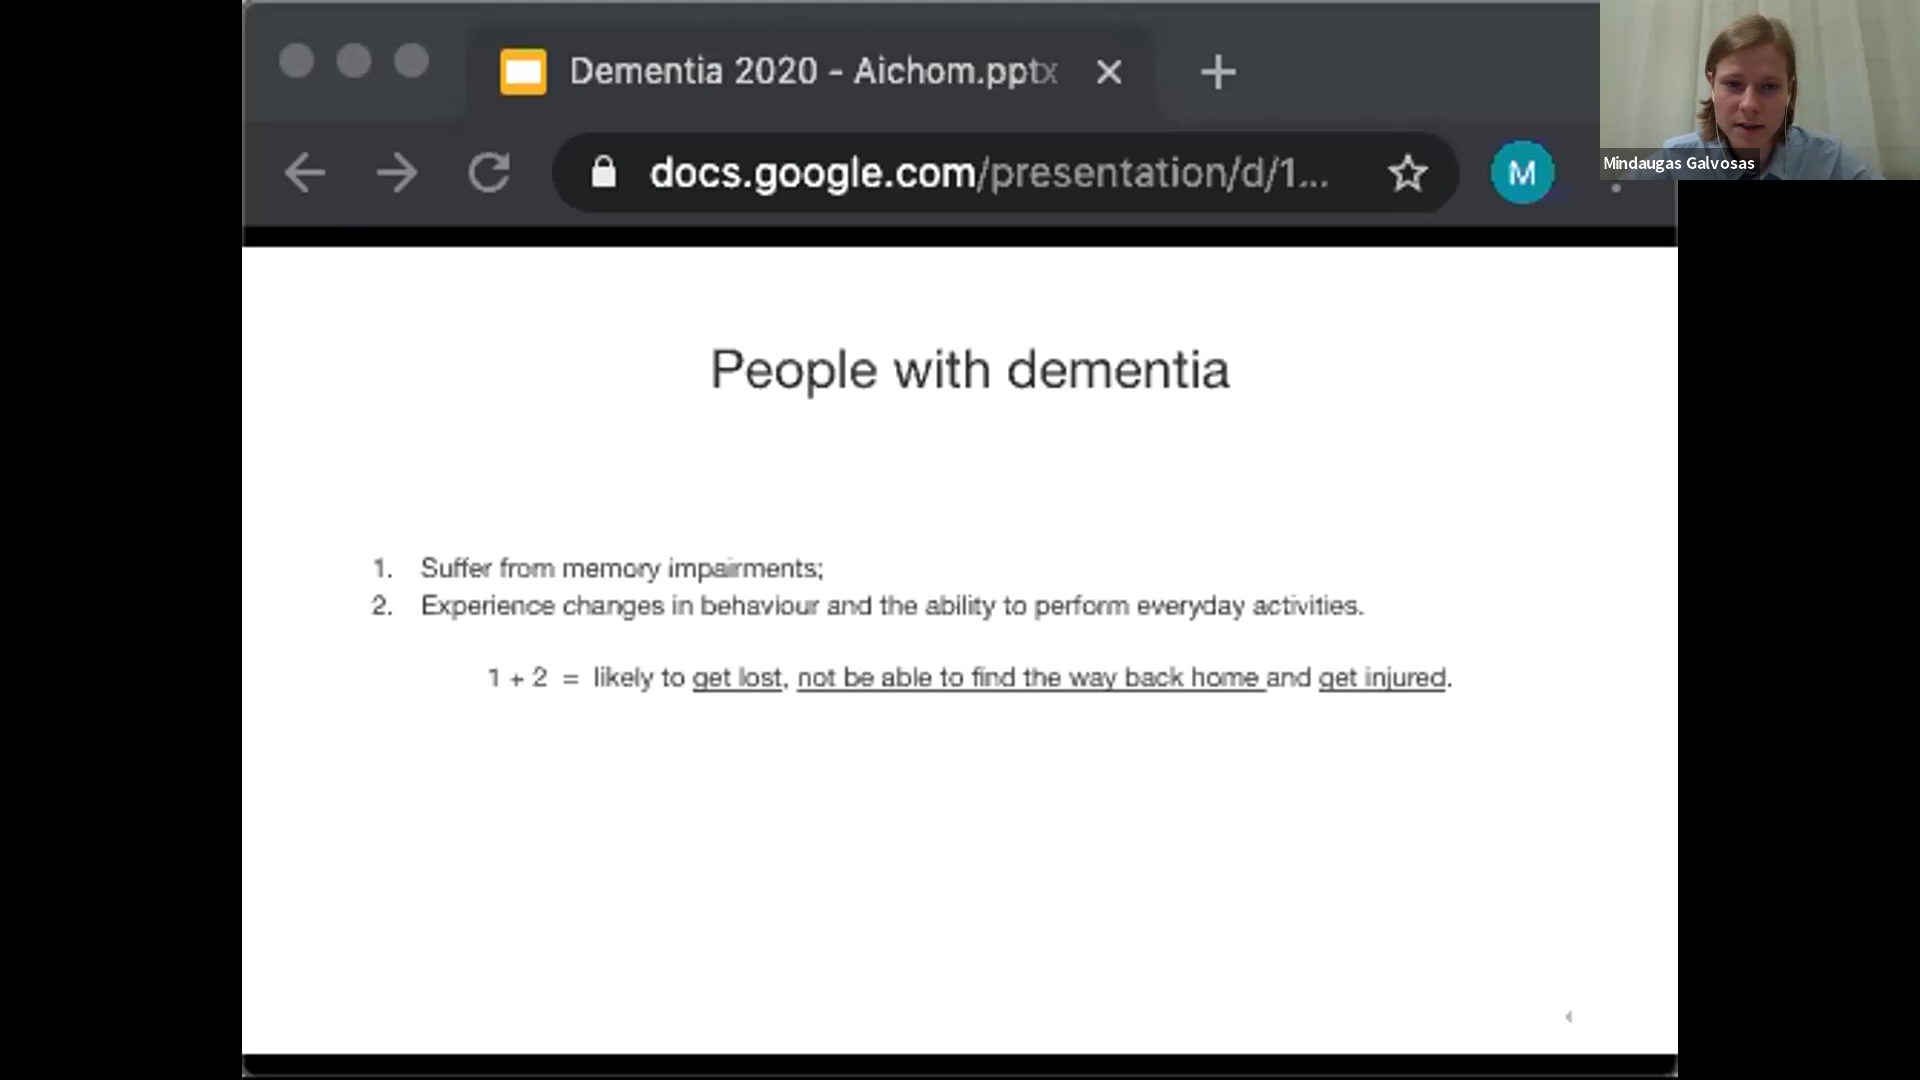 Dementia 2020 - Aichom.pptx
docs.google.com/presentation/d/1...
M
Mindaugas Galvosas
People with dementia
1. Suffer from memory impairments;
2. Experience changes in behaviour and the ability to perform everyday activities.
1 + 2 = likely to get lost, not be able to find the way back home and get injured.